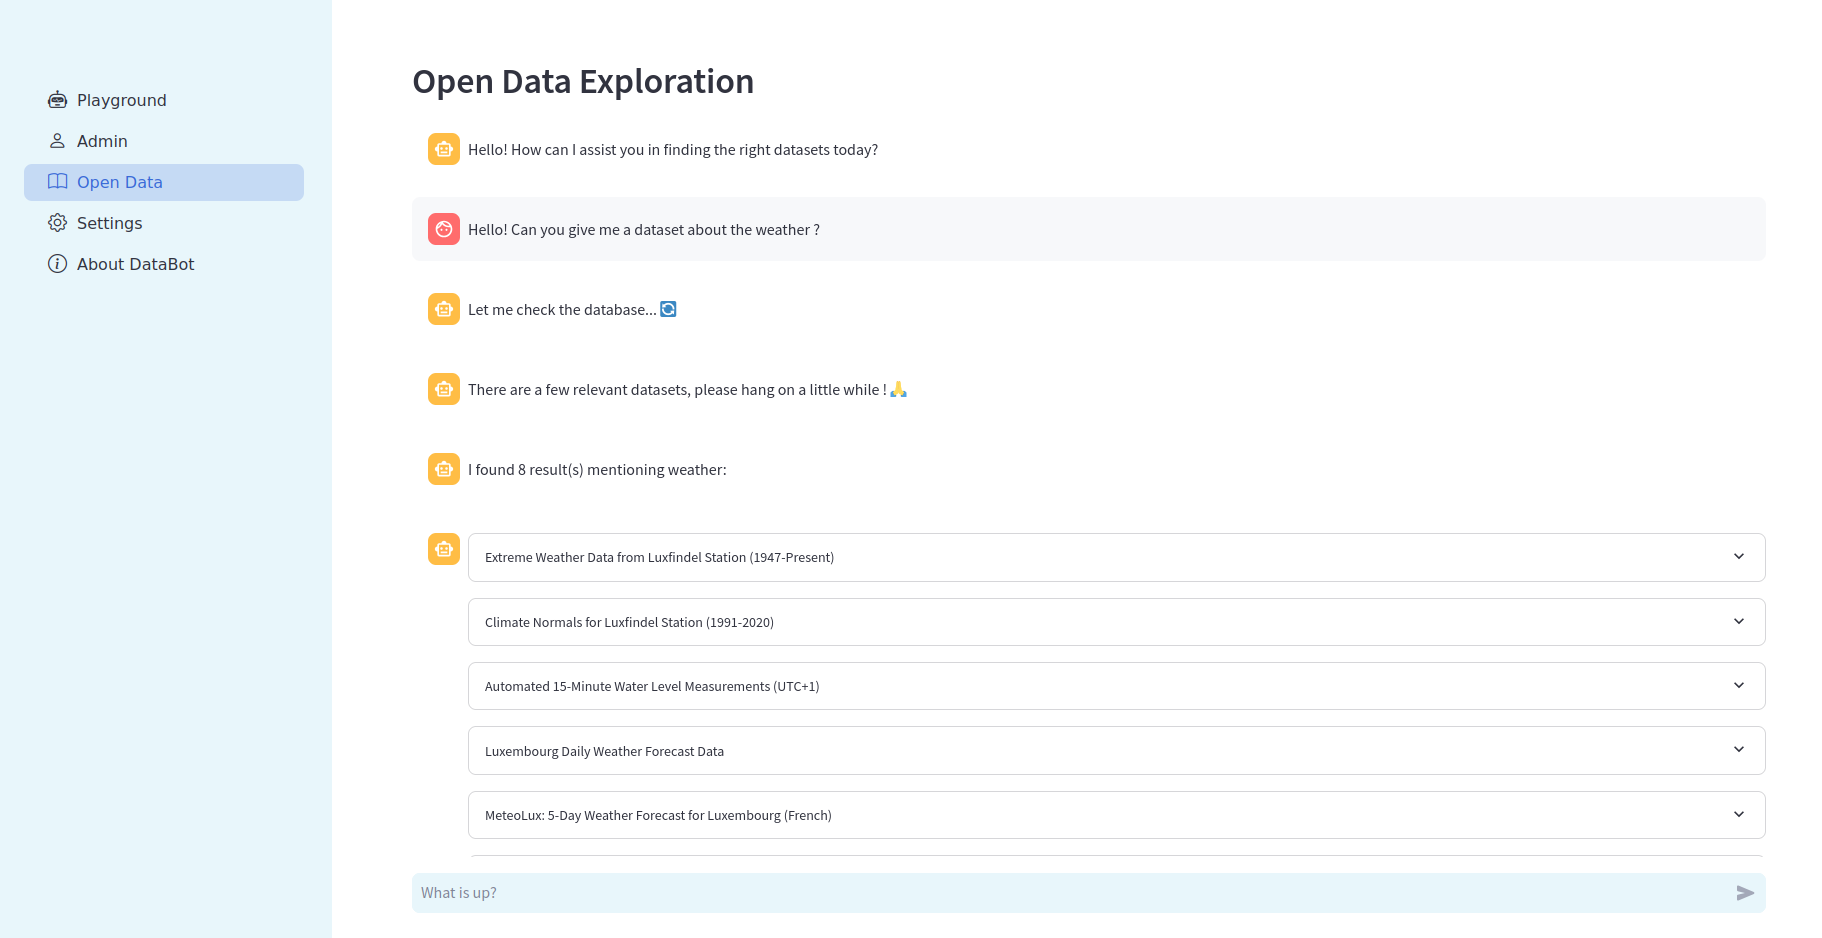 Playground
Admin
Open Data
Settings
About DataBot
Open Data Exploration
Hello! How can I assist you in finding the right datasets today?
Hello! Can you give me a dataset about the weather ?
Let me check the database...
There are a few relevant datasets, please hang on a little while !
I found 8 result(s) mentioning weather:
Extreme Weather Data from Luxfindel Station (1947-Present)
Climate Normals for Luxfindel Station (1991-2020)
Automated 15-Minute Water Level Measurements (UTC+1)
Luxembourg Daily Weather Forecast Data
MeteoLux: 5-Day Weather Forecast for Luxembourg (French)
What is up?